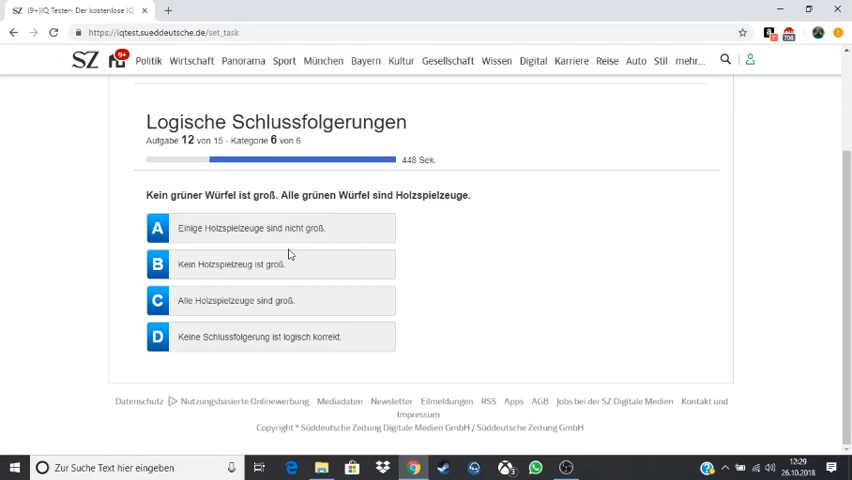 (9+)IQ Tester- Der kostenlose IQ
https://iqtest.sueddeutsche.de/set_task
7
706
SZ 9+ Politik Wirtschaft Panorama Sport München Bayern Kultur Gesellschaft Wissen Digital Karriere Reise Auto Stil mehr...
Logische Schlussfolgerungen
Aufgabe 12 von 15 - Kategorie 6 von 6
448 Sek.
Kein grüner Würfel ist groß. Alle grünen Würfel sind Holzspielzeuge.
A Einige Holzspielzeuge sind nicht groß.
B Kein Holzspielzeug ist groß.
C Alle Holzspielzeuge sind groß.
D Keine Schlussfolgerung ist logisch korrekt.
Datenschutz Nutzungsbasierte Onlinewerbung Mediadaten Newsletter Eilmeldungen RSS Apps AGB Jobs bei der SZ Digitale Medien Kontakt und
Impressum
Copyright © Süddeutsche Zeitung Digitale Medien GmbH / Süddeutsche Zeitung GmbH
Zur Suche Text hier eingeben
12:29
26.10.2018